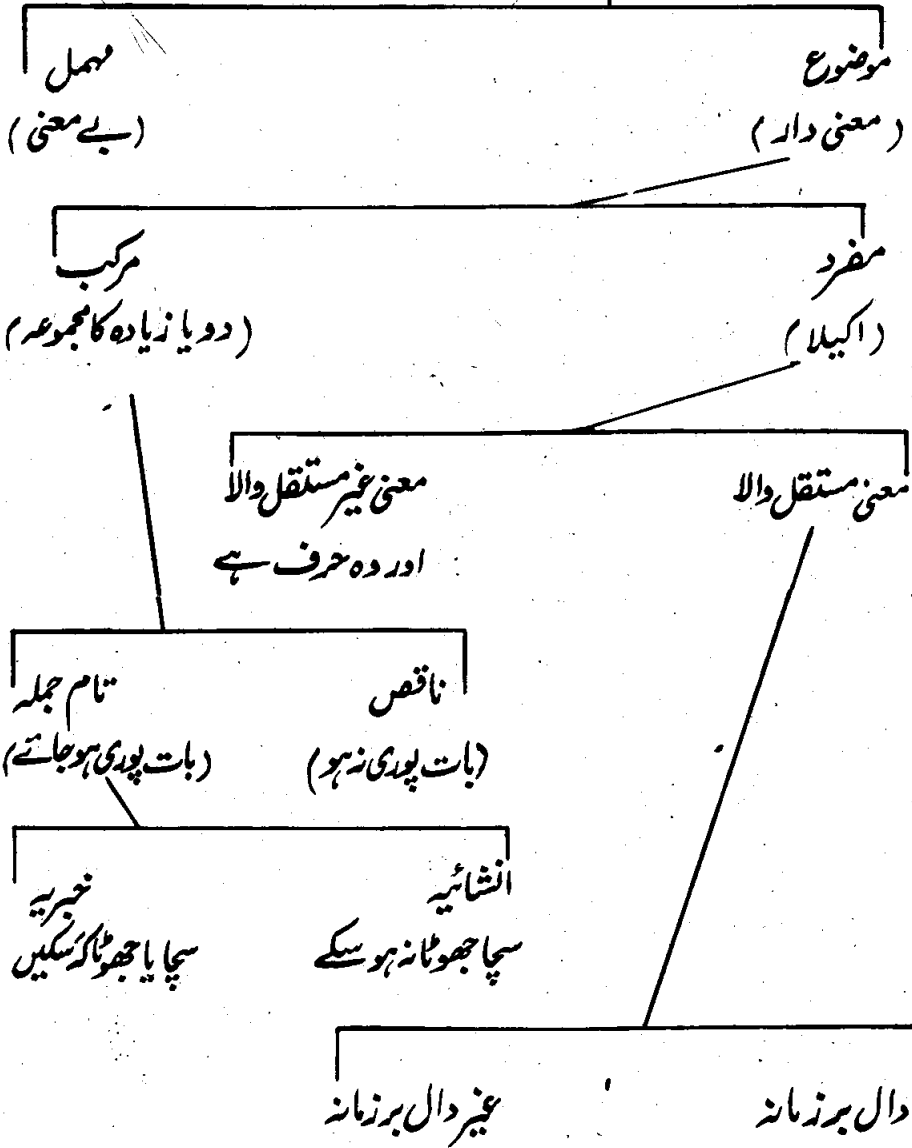 موضوع مہمل
(معنی دار) (بے معنی)
مفرد مرکب
(اکیلا) (دو یا زیادہ کا مجموعہ)
معنی مستقل والا معنی غیر مستقل والا
اور وہ حرف ہے
ناقص تام جملہ
(بات پوری نہ ہو) (بات پوری ہو جائے)
انشائیہ خبریہ
سچا جھوٹا نہ ہو سکے سچا یا جھوٹا کہہ سکیں
دال بر زمانہ غیر دال بر زمانہ